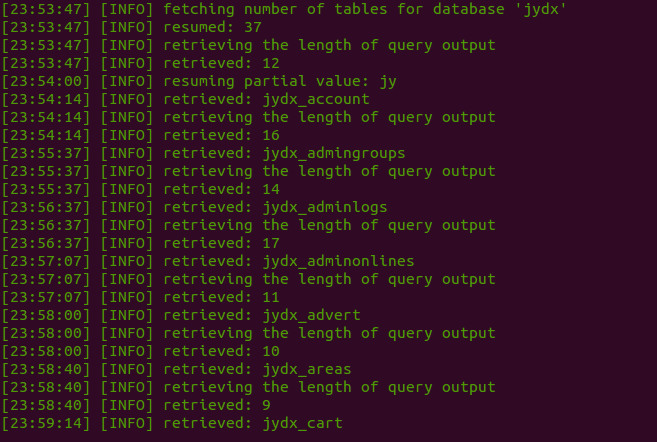 [23:53:47] [INFO] fetching number of tables for database 'jydx'
[23:53:47] [INFO] resumed: 37
[23:53:47] [INFO] retrieving the length of query output
[23:53:47] [INFO] retrieved: 12
[23:54:00] [INFO] resuming partial value: jy
[23:54:14] [INFO] retrieved: jydx_account
[23:54:14] [INFO] retrieving the length of query output
[23:54:14] [INFO] retrieved: 16
[23:55:37] [INFO] retrieved: jydx_admingroups
[23:55:37] [INFO] retrieving the length of query output
[23:55:37] [INFO] retrieved: 14
[23:56:37] [INFO] retrieved: jydx_adminlogs
[23:56:37] [INFO] retrieving the length of query output
[23:56:37] [INFO] retrieved: 17
[23:57:07] [INFO] retrieved: jydx_adminonlines
[23:57:07] [INFO] retrieving the length of query output
[23:57:07] [INFO] retrieved: 11
[23:58:00] [INFO] retrieved: jydx_advert
[23:58:00] [INFO] retrieving the length of query output
[23:58:00] [INFO] retrieved: 10
[23:58:40] [INFO] retrieved: jydx_areas
[23:58:40] [INFO] retrieving the length of query output
[23:58:40] [INFO] retrieved: 9
[23:59:14] [INFO] retrieved: jydx_cart